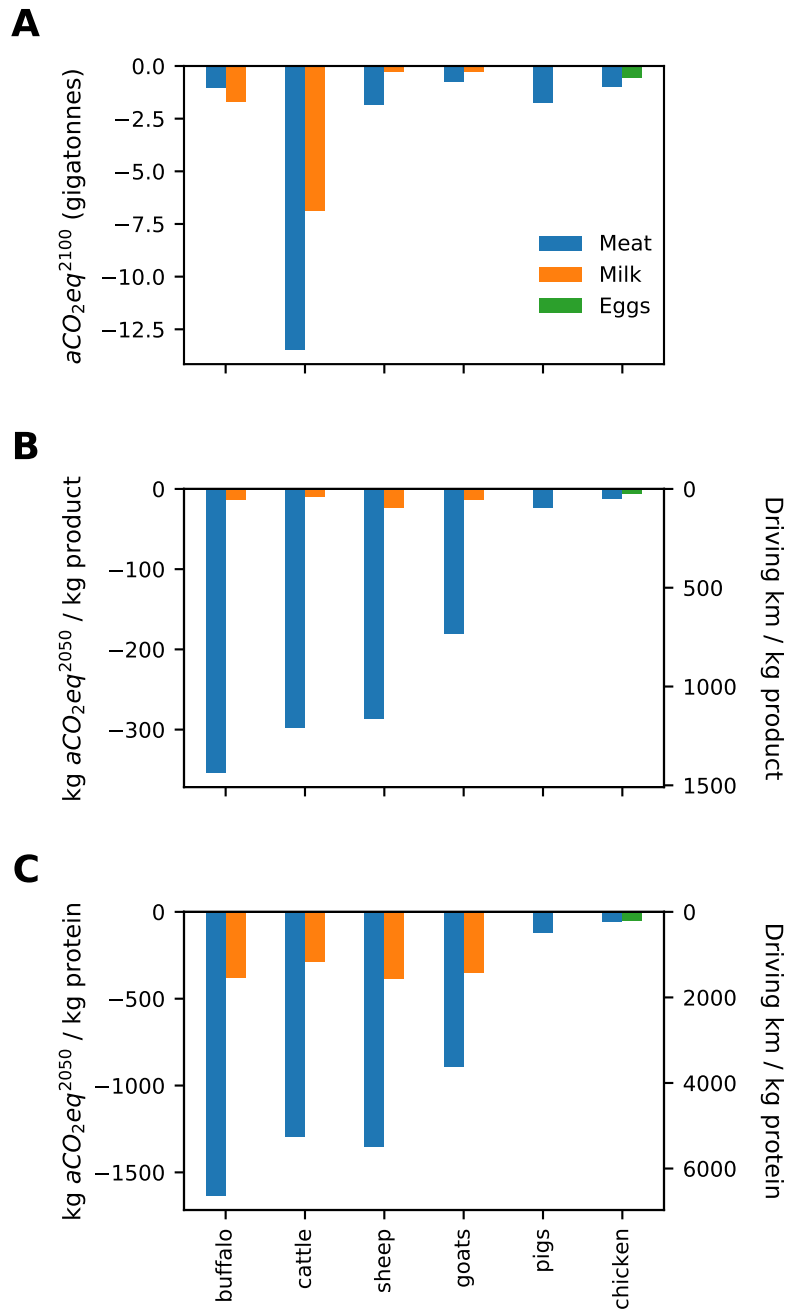 A
aCO₂eq²¹⁰⁰ (gigatonnes)
0.0
−2.5
−5.0
−7.5
−10.0
−12.5
Meat
Milk
Eggs
B
kg aCO₂eq²⁰⁵⁰ / kg product
0
−100
−200
−300
0
500
1000
1500
Driving km / kg product
C
kg aCO₂eq²⁰⁵⁰ / kg protein
0
−500
−1000
−1500
0
2000
4000
6000
Driving km / kg protein
buffalo
cattle
sheep
goats
pigs
chicken